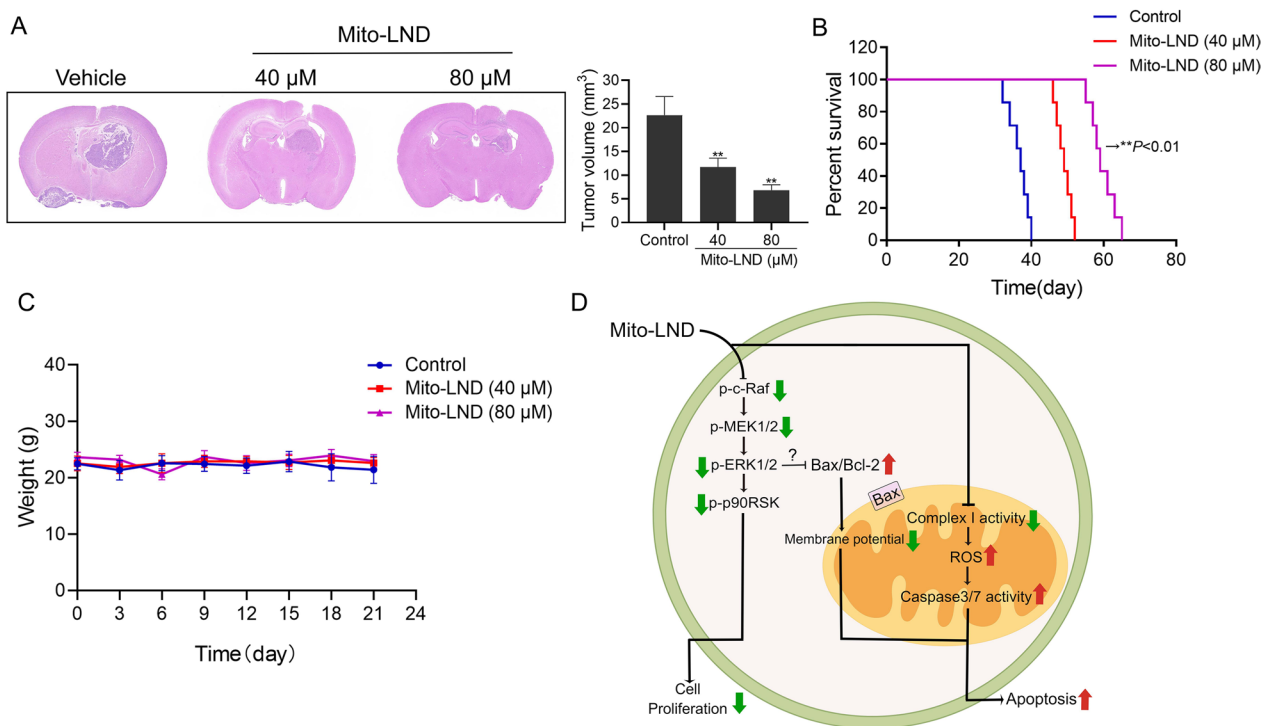 A
Mito-LND
Vehicle
40 μM
80 μM
Tumor volume (mm3)
30
25
20
15
10
5
0
**
**
Control
40
80
Mito-LND (μM)
B
Control
Mito-LND (40 μM)
Mito-LND (80 μM)
Percent survival
120
100
80
60
40
20
0
→**P<0.01
0
20
40
60
80
Time(day)
C
Control
Mito-LND (40 μM)
Mito-LND (80 μM)
Weight (g)
40
30
20
10
0
0
3
6
9
12
15
18
21
24
Time(day)
D
Mito-LND
p-c-Raf
p-MEK1/2
p-ERK1/2
?
Bax/Bcl-2
p-p90RSK
Bax
Complex I activity
Membrane potential
ROS
Caspase3/7 activity
Cell
Proliferation
Apoptosis